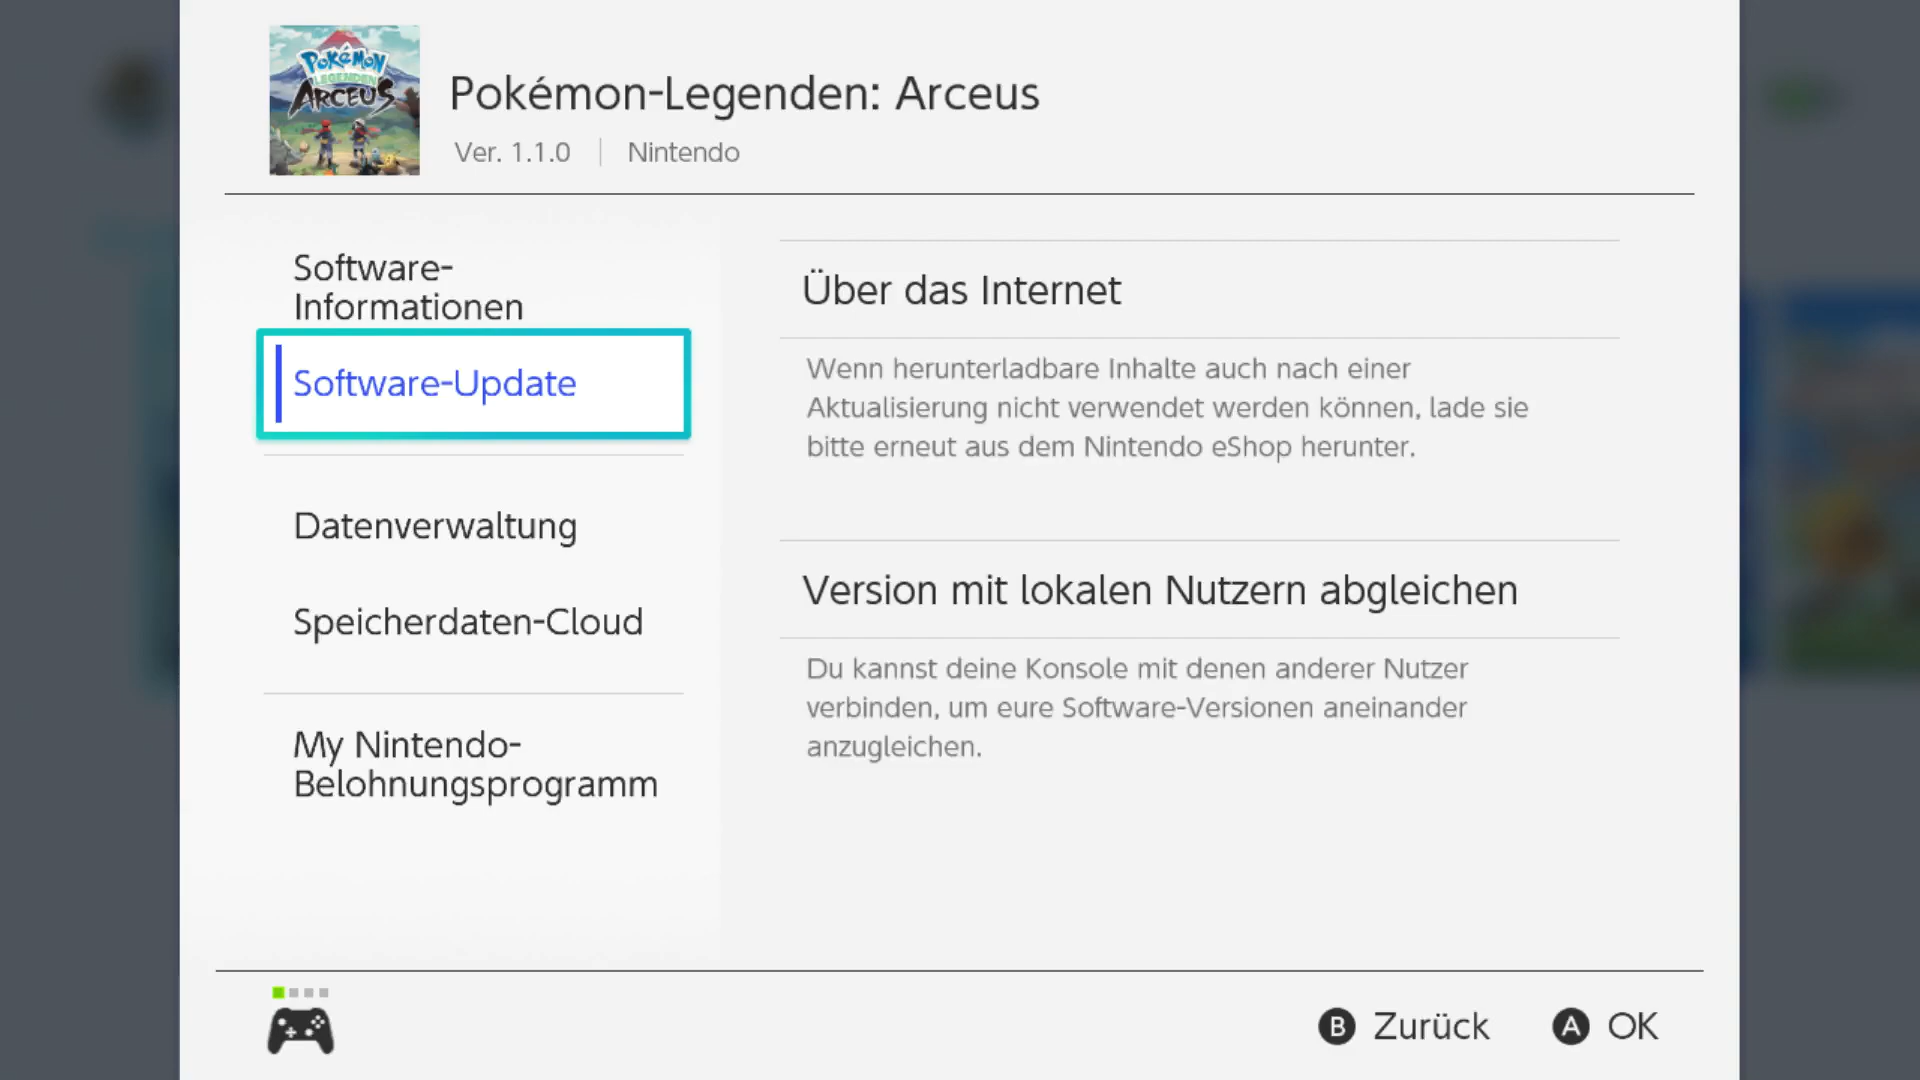 POKÉMON
LEGENDEN
ARCEUS
Pokémon-Legenden: Arceus
Ver. 1.1.0
Nintendo
Software-
Informationen
Software-Update
Datenverwaltung
Speicherdaten-Cloud
My Nintendo-
Belohnungsprogramm
Über das Internet
Wenn herunterladbare Inhalte auch nach einer
Aktualisierung nicht verwendet werden können, lade sie
bitte erneut aus dem Nintendo eShop herunter.
Version mit lokalen Nutzern abgleichen
Du kannst deine Konsole mit denen anderer Nutzer
verbinden, um eure Software-Versionen aneinander
anzugleichen.
B Zurück
A OK